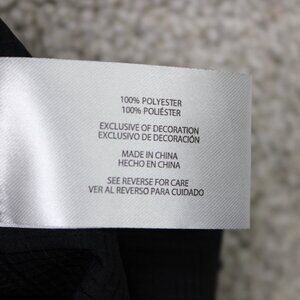 100% POLYESTER
100% POLIÉSTER
EXCLUSIVE OF DECORATION
EXCLUSIVO DE DECORACIÓN
MADE IN CHINA
HECHO EN CHINA
SEE REVERSE FOR CARE
VER AL REVERSO PARA CUIDADO